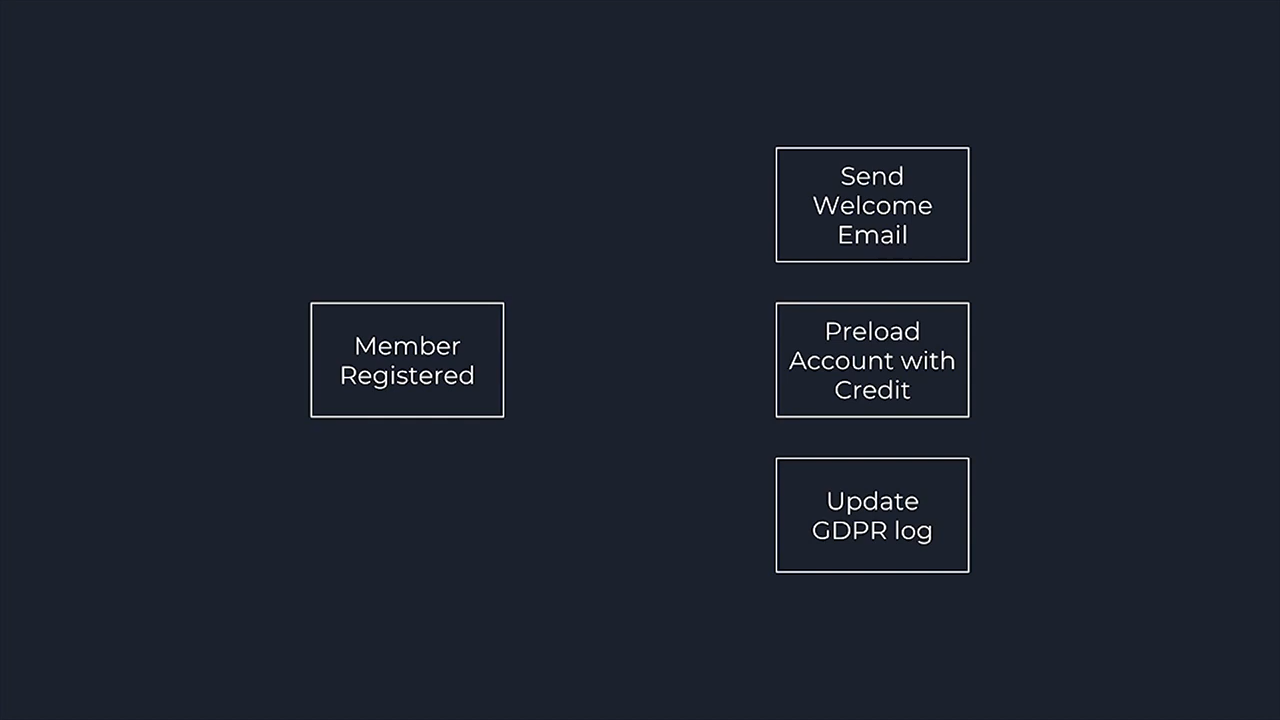 Member
Registered
Send
Welcome
Email
Preload
Account with
Credit
Update
GDPR log